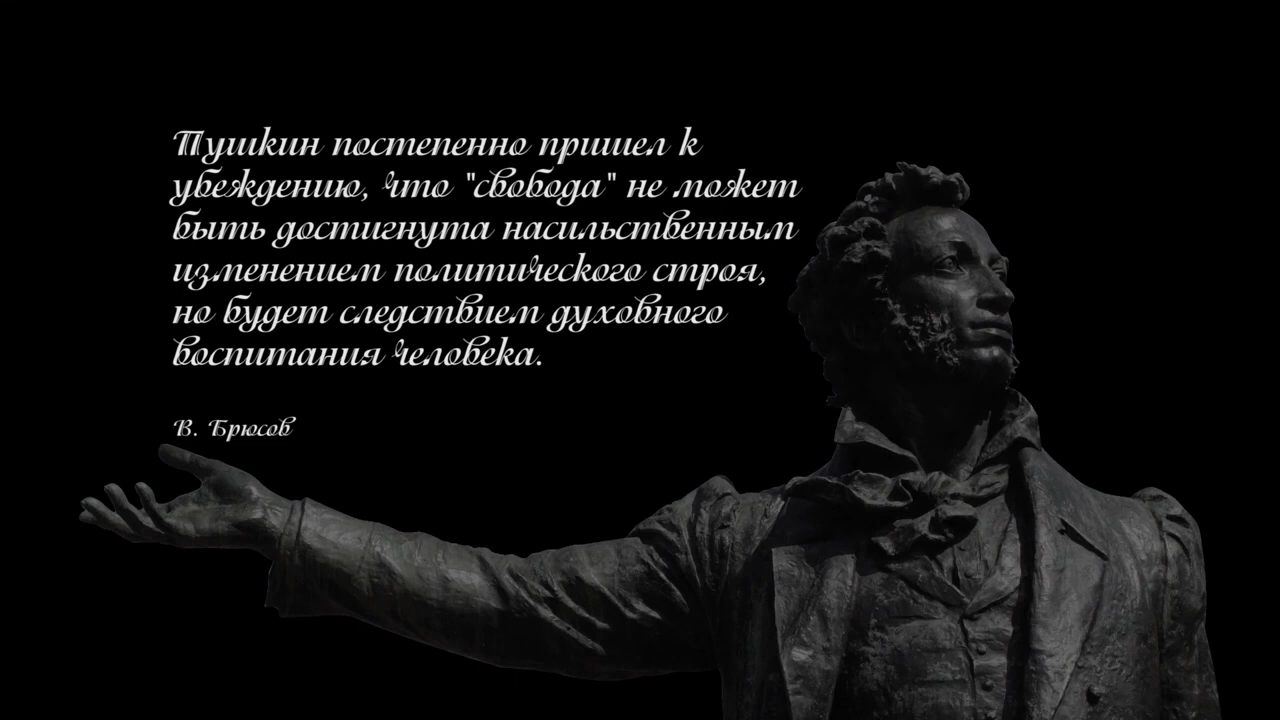 Пушкин постепенно пришел к
убеждению, что "свобода" не может
быть достигнута насильственным
изменением политического строя,
но будет следствием духовного
воспитания человека.
В. Брюсов